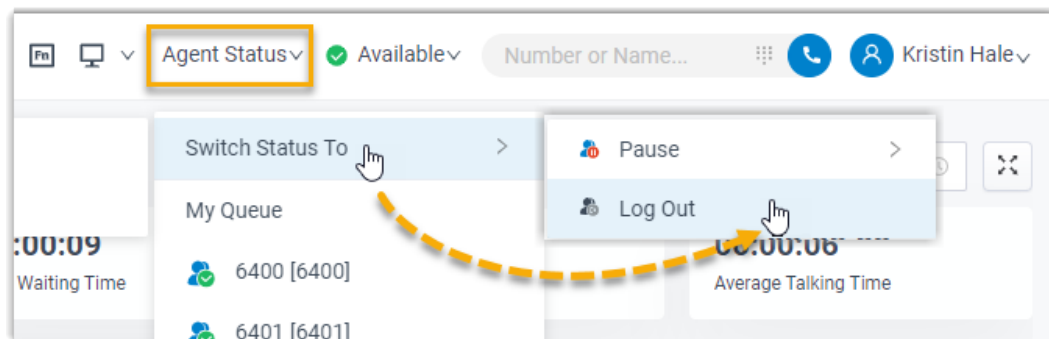 Fn Agent Status Available Number or Name... Kristin Hale
Switch Status To
Pause
My Queue
Log Out
:00:09
00:00:06
Waiting Time
6400 [6400]
Average Talking Time
6401 [6401]